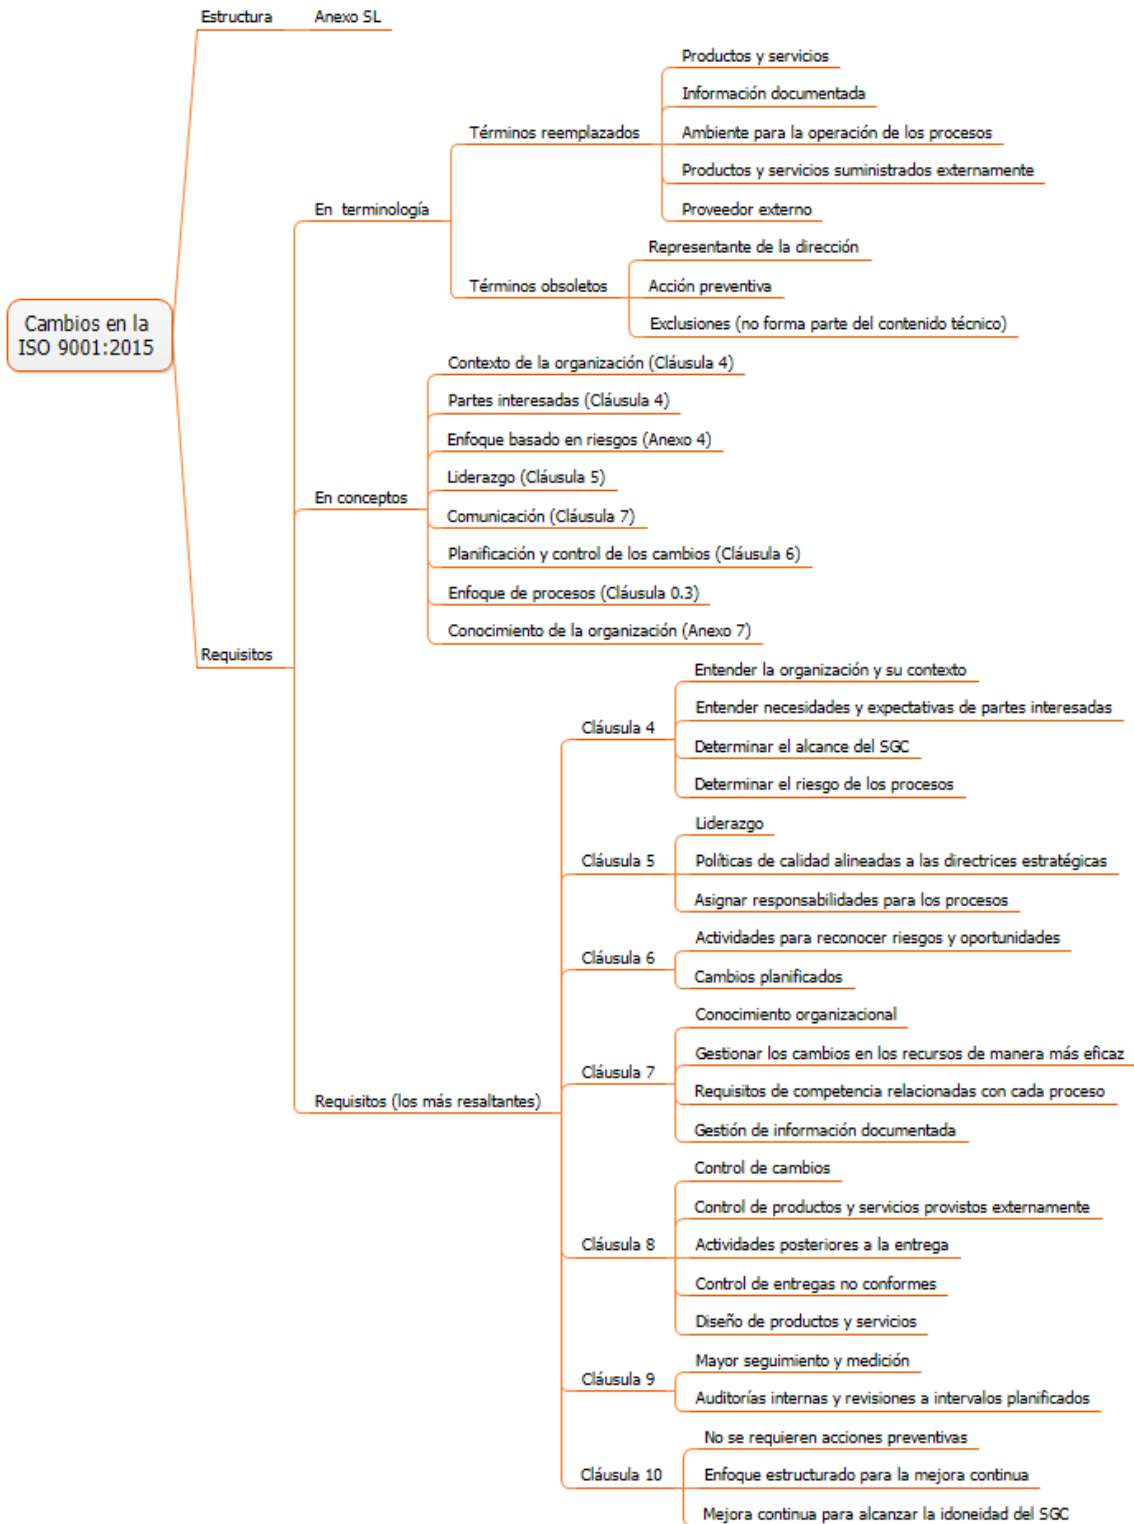 Estructura
Anexo SL
Productos y servicios
Información documentada
Términos reemplazados
Ambiente para la operación de los procesos
Productos y servicios suministrados externamente
En terminología
Proveedor externo
Representante de la dirección
Términos obsoletos
Acción preventiva
Exclusiones (no forma parte del contenido técnico)
Cambios en la
ISO 9001:2015
Contexto de la organización (Cláusula 4)
Partes interesadas (Cláusula 4)
Enfoque basado en riesgos (Anexo 4)
Liderazgo (Cláusula 5)
En conceptos
Comunicación (Cláusula 7)
Planificación y control de los cambios (Cláusula 6)
Enfoque de procesos (Cláusula 0.3)
Conocimiento de la organización (Anexo 7)
Requisitos
Entender la organización y su contexto
Entender necesidades y expectativas de partes interesadas
Cláusula 4
Determinar el alcance del SGC
Determinar el riesgo de los procesos
Liderazgo
Cláusula 5
Políticas de calidad alineadas a las directrices estratégicas
Asignar responsabilidades para los procesos
Actividades para reconocer riesgos y oportunidades
Cláusula 6
Cambios planificados
Conocimiento organizacional
Gestionar los cambios en los recursos de manera más eficaz
Cláusula 7
Requisitos de competencia relacionadas con cada proceso
Requisitos (los más resaltantes)
Gestión de información documentada
Control de cambios
Control de productos y servicios provistos externamente
Cláusula 8
Actividades posteriores a la entrega
Control de entregas no conformes
Diseño de productos y servicios
Mayor seguimiento y medición
Cláusula 9
Auditorías internas y revisiones a intervalos planificados
No se requieren acciones preventivas
Cláusula 10
Enfoque estructurado para la mejora continua
Mejora continua para alcanzar la idoneidad del SGC